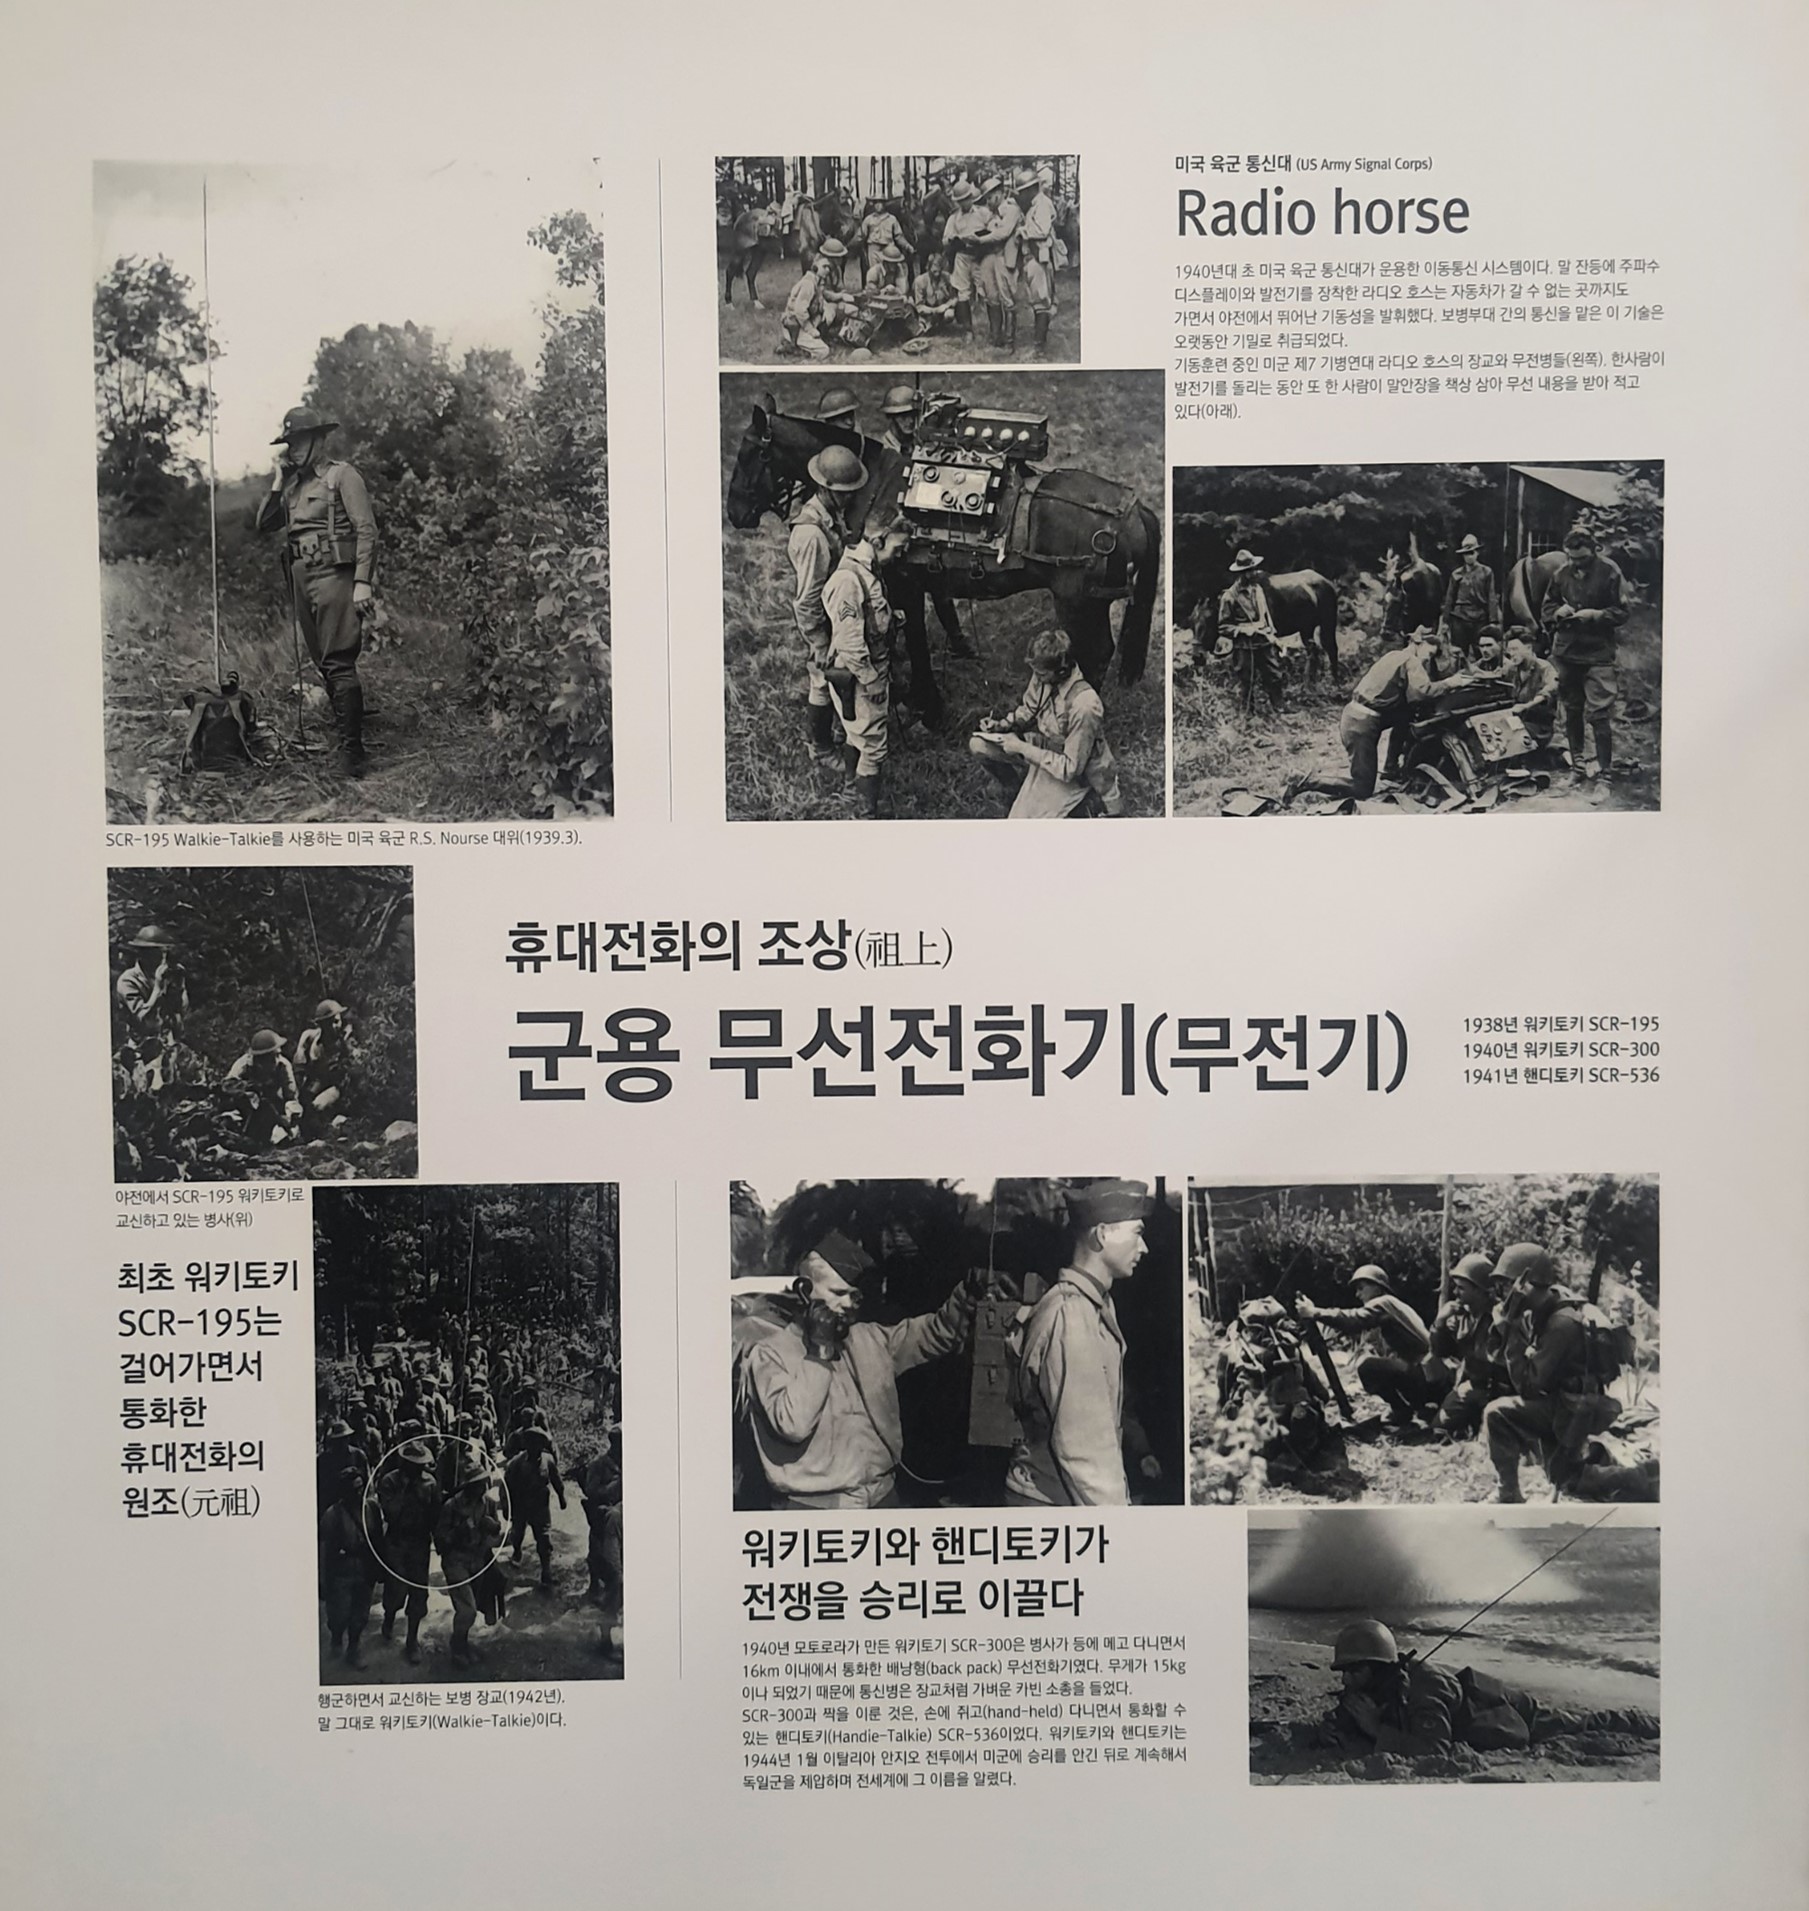 미국 육군 통신대 (US Army Signal Corps)
Radio horse
1940년대 초 미국 육군 통신대가 운용한 이동통신 시스템이다. 말 잔등에 주파수
디스플레이와 발전기를 장착한 라디오 호스는 자동차가 갈 수 없는 곳까지도
가면서 야전에서 뛰어난 기동성을 발휘했다. 보병부대 간의 통신을 맡은 이 기술은
오랫동안 기밀로 취급되었다.
기동훈련 중인 미군 제7 기병연대 라디오 호스의 장교와 무전병들(왼쪽). 한사람이
발전기를 돌리는 동안 또 한 사람이 말안장을 책상 삼아 무선 내용을 받아 적고
있다(아래).
SCR-195 Walkie-Talkie를 사용하는 미국 육군 R.S. Nourse 대위(1939.3).
휴대전화의 조상(祖上)
군용 무선전화기(무전기)
1938년 워키토키 SCR-195
1940년 워키토키 SCR-300
1941년 핸디토키 SCR-536
야전에서 SCR-195 워키토키로
교신하고 있는 병사(위)
최초 워키토키
SCR-195는
걸어가면서
통화한
휴대전화의
원조(元祖)
행군하면서 교신하는 보병 장교(1942년).
말 그대로 워키토키(Walkie-Talkie)이다.
워키토키와 핸디토키가
전쟁을 승리로 이끌다
1940년 모토로라가 만든 워키토기 SCR-300은 병사가 등에 메고 다니면서
16km 이내에서 통화한 배낭형(back pack) 무선전화기였다. 무게가 15kg
이나 되었기 때문에 통신병은 장교처럼 가벼운 카빈 소총을 들었다.
SCR-300과 짝을 이룬 것은, 손에 쥐고(hand-held) 다니면서 통화할 수
있는 핸디토키(Handie-Talkie) SCR-536이었다. 워키토키와 핸디토키는
1944년 1월 이탈리아 안지오 전투에서 미군에 승리를 안긴 뒤로 계속해서
독일군을 제압하며 전세계에 그 이름을 알렸다.